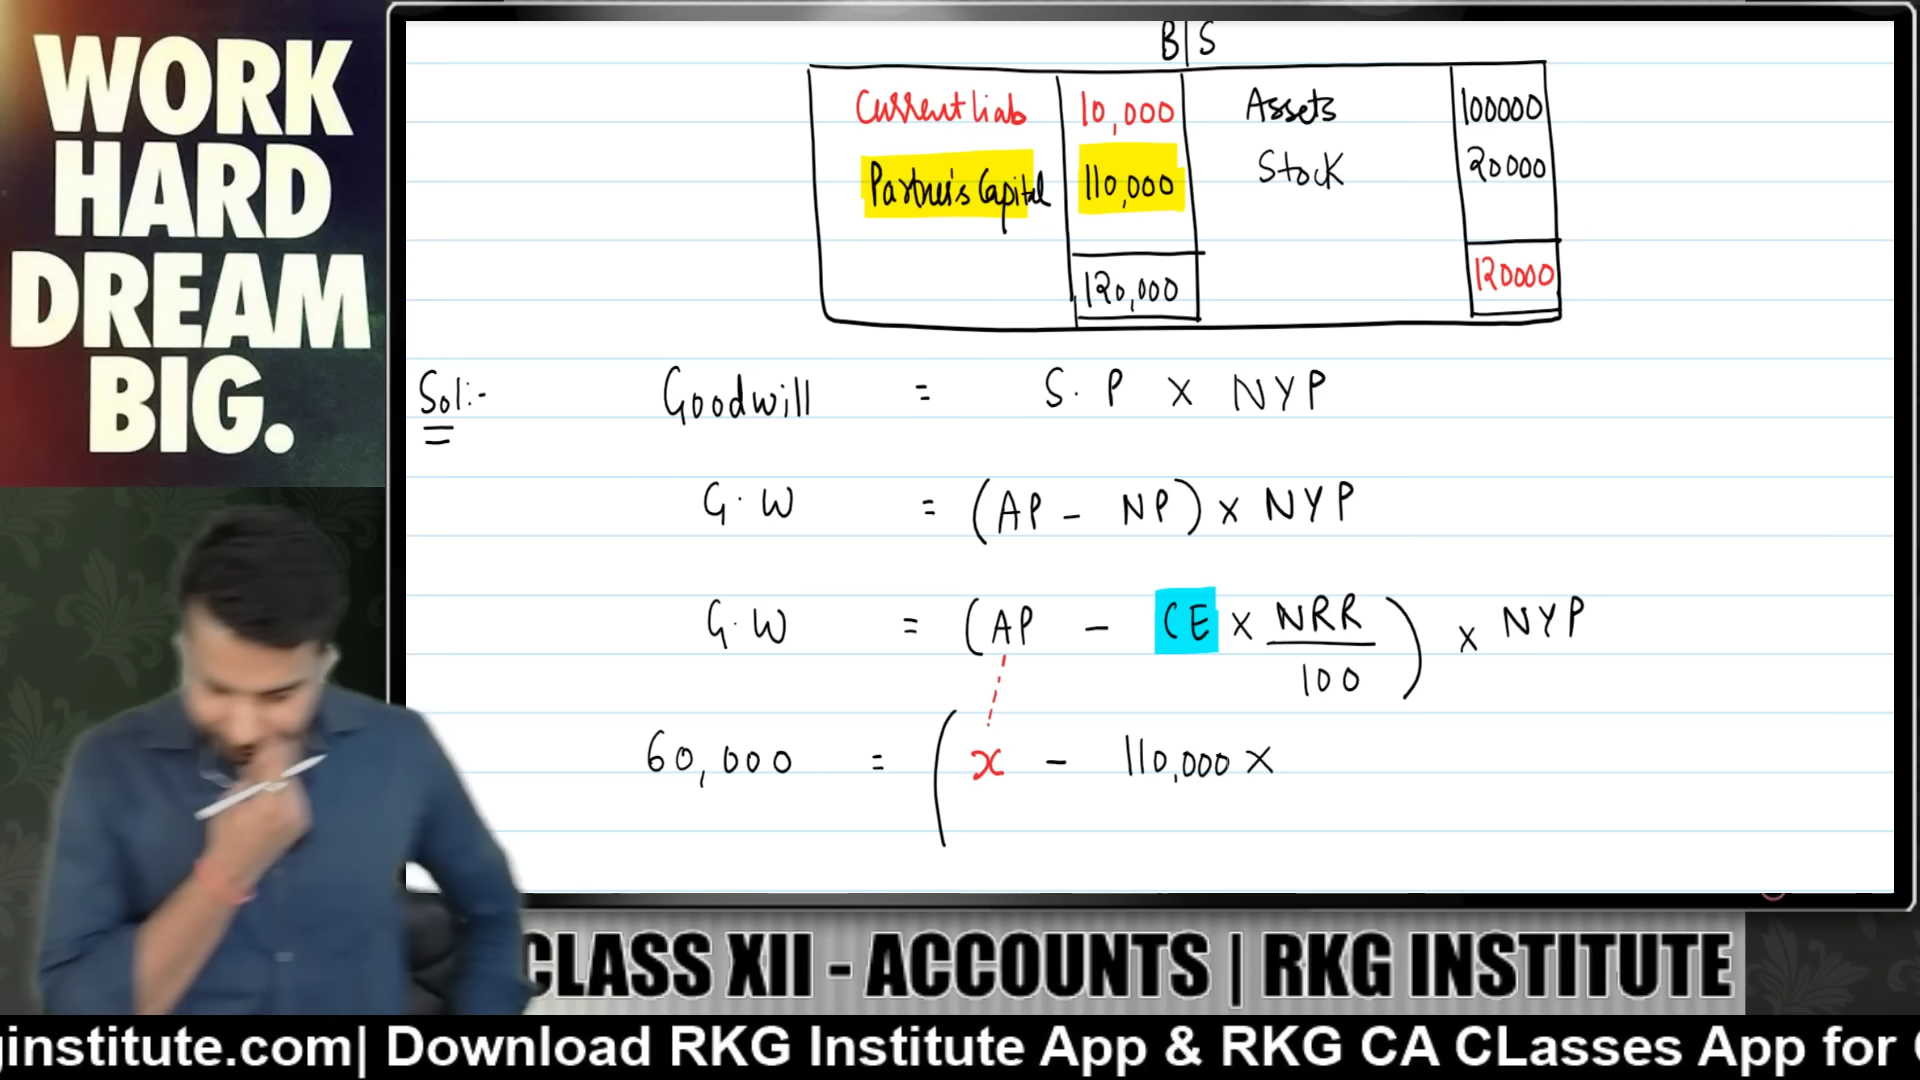 WORK
HARD
DREAM
BIG.
B|S
Current liab 10,000 Assets 100000
Partner's Capital 110,000 Stock 20000
120,000 120000
Sol:- Goodwill = S.P X NYP
G.W = (AP - NP) x NYP
G.W = (AP - CE x NRR/100) x NYP
60,000 = (x - 110,000 x
CLASS XII - ACCOUNTS | RKG INSTITUTE
ginstitute.com| Download RKG Institute App & RKG CA CLasses App for